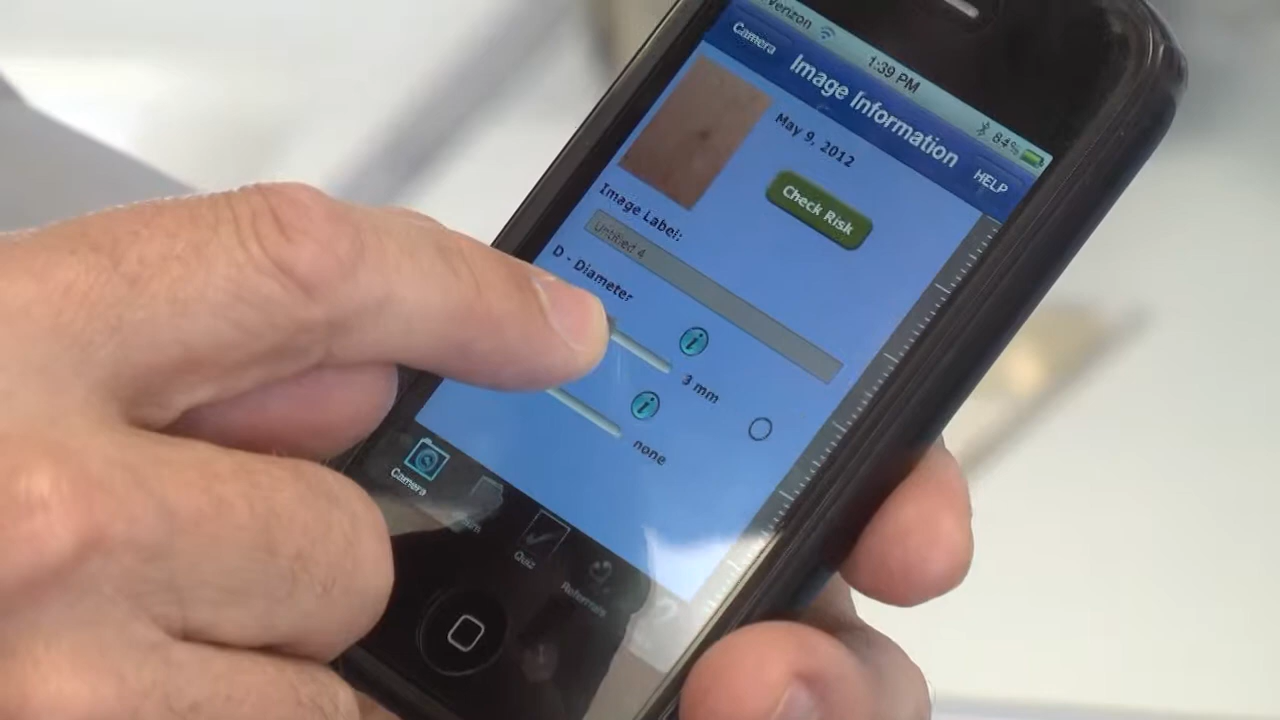 Verizon 1:39 PM 84%
Camera Image Information HELP
May 9, 2012
Check Risk
Image Label:
Untitled 4
D - Diameter
3 mm
none
Camera
Quiz
Referrals